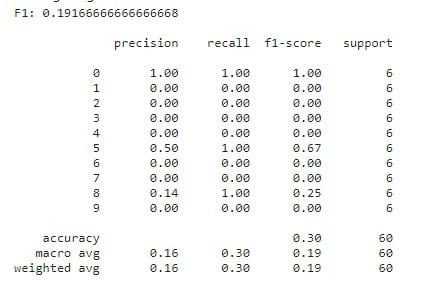 F1: 0.19166666666666668
precision recall f1-score support
0 1.00 1.00 1.00 6
1 0.00 0.00 0.00 6
2 0.00 0.00 0.00 6
3 0.00 0.00 0.00 6
4 0.00 0.00 0.00 6
5 0.50 1.00 0.67 6
6 0.00 0.00 0.00 6
7 0.00 0.00 0.00 6
8 0.14 1.00 0.25 6
9 0.00 0.00 0.00 6
accuracy 0.30 60
macro avg 0.16 0.30 0.19 60
weighted avg 0.16 0.30 0.19 60